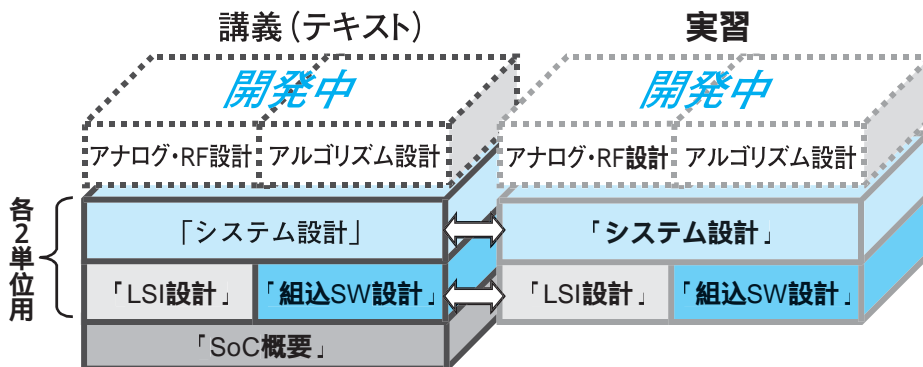 講義(テキスト)
実習
開発中
開発中
アナログ・RF設計
アルゴリズム設計
アナログ・RF設計
アルゴリズム設計
各2単位用
「システム設計」
「システム設計」
「LSI設計」
「組込SW設計」
「LSI設計」
「組込SW設計」
「SoC概要」